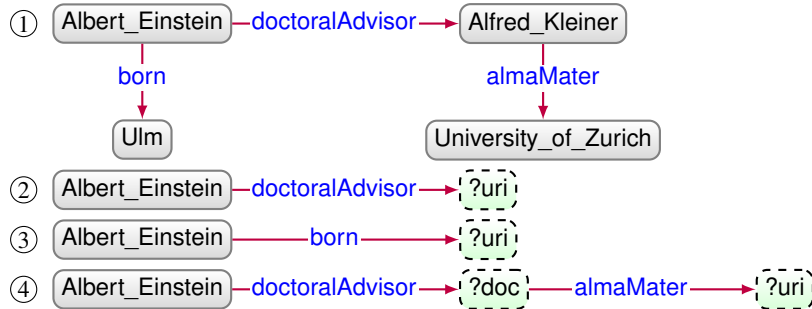 ① Albert_Einstein doctoralAdvisor Alfred_Kleiner
born almaMater
Ulm University_of_Zurich
② Albert_Einstein doctoralAdvisor ?uri
③ Albert_Einstein born ?uri
④ Albert_Einstein doctoralAdvisor ?doc almaMater ?uri